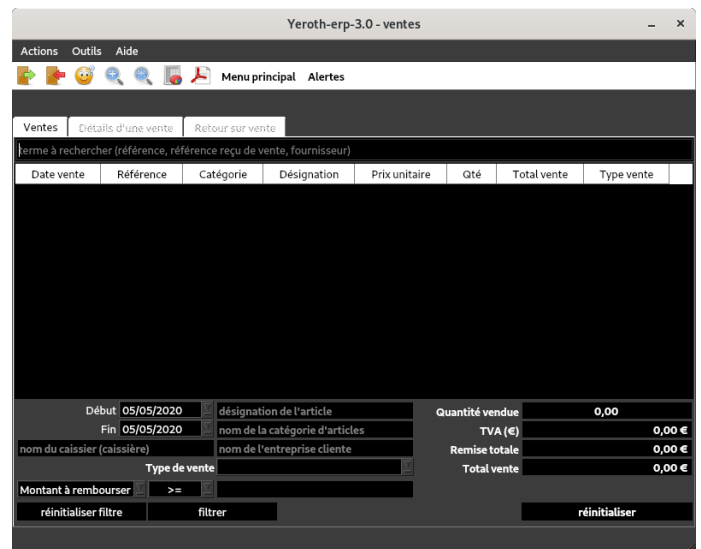 Yeroth-erp-3.0 - ventes
Actions Outils Aide
Menu principal Alertes
Ventes Détails d'une vente Retour sur vente
terme à rechercher (référence, référence reçu de vente, fournisseur)
Date vente Référence Catégorie Désignation Prix unitaire Qté Total vente Type vente
Début 05/05/2020 désignation de l'article Quantité vendue 0,00
Fin 05/05/2020 nom de la catégorie d'articles TVA (€) 0,00 €
nom du caissier (caissière) nom de l'entreprise cliente Remise totale 0,00 €
Type de vente Total vente 0,00 €
Montant à rembourser >=
réinitialiser filtre filtrer réinitialiser